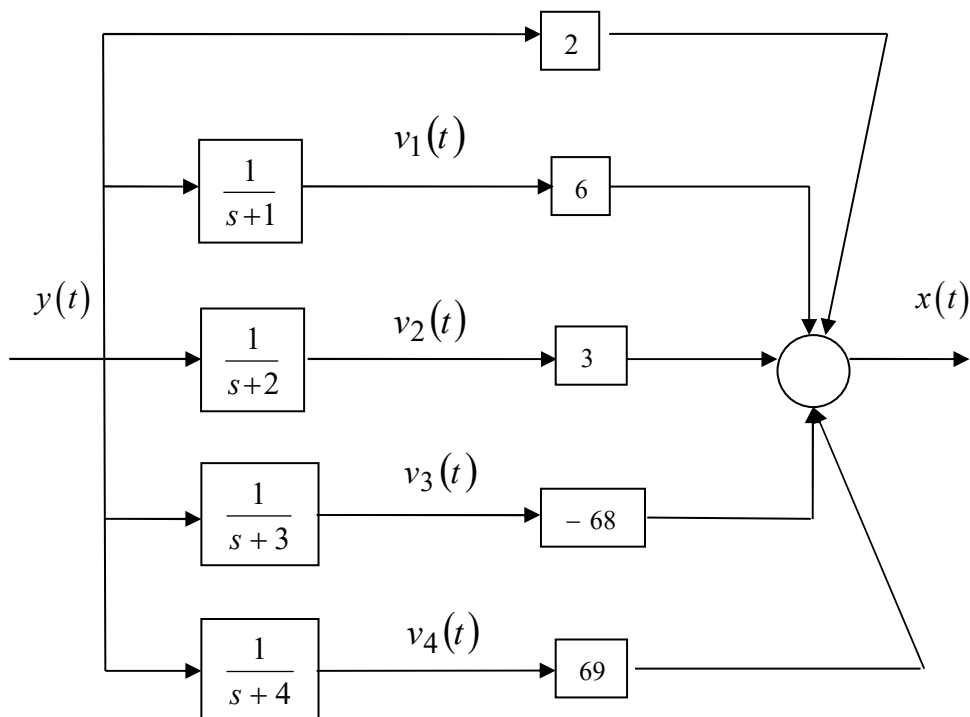 2
v₁(t)
1
s+1
6
y(t)
x(t)
v₂(t)
1
s+2
3
v₃(t)
1
s + 3
− 68
v₄(t)
1
s + 4
69